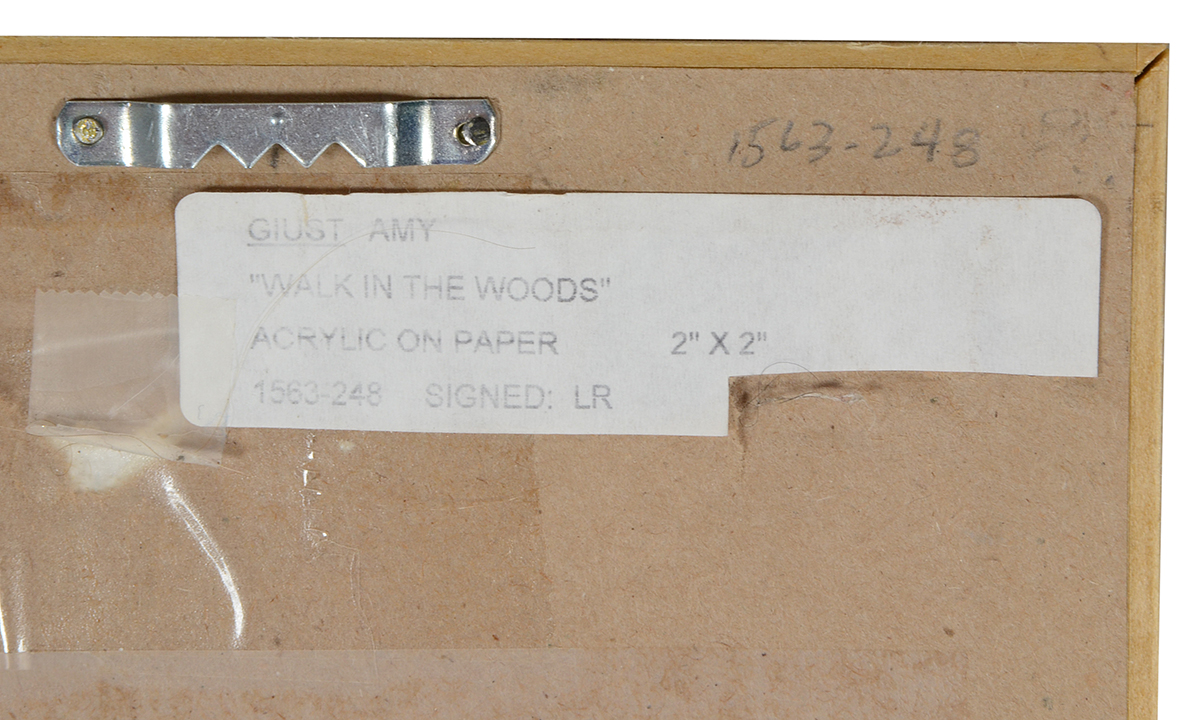 1563-248
GIUST AMY
"WALK IN THE WOODS"
ACRYLIC ON PAPER 2" X 2"
1563-248 SIGNED: LR